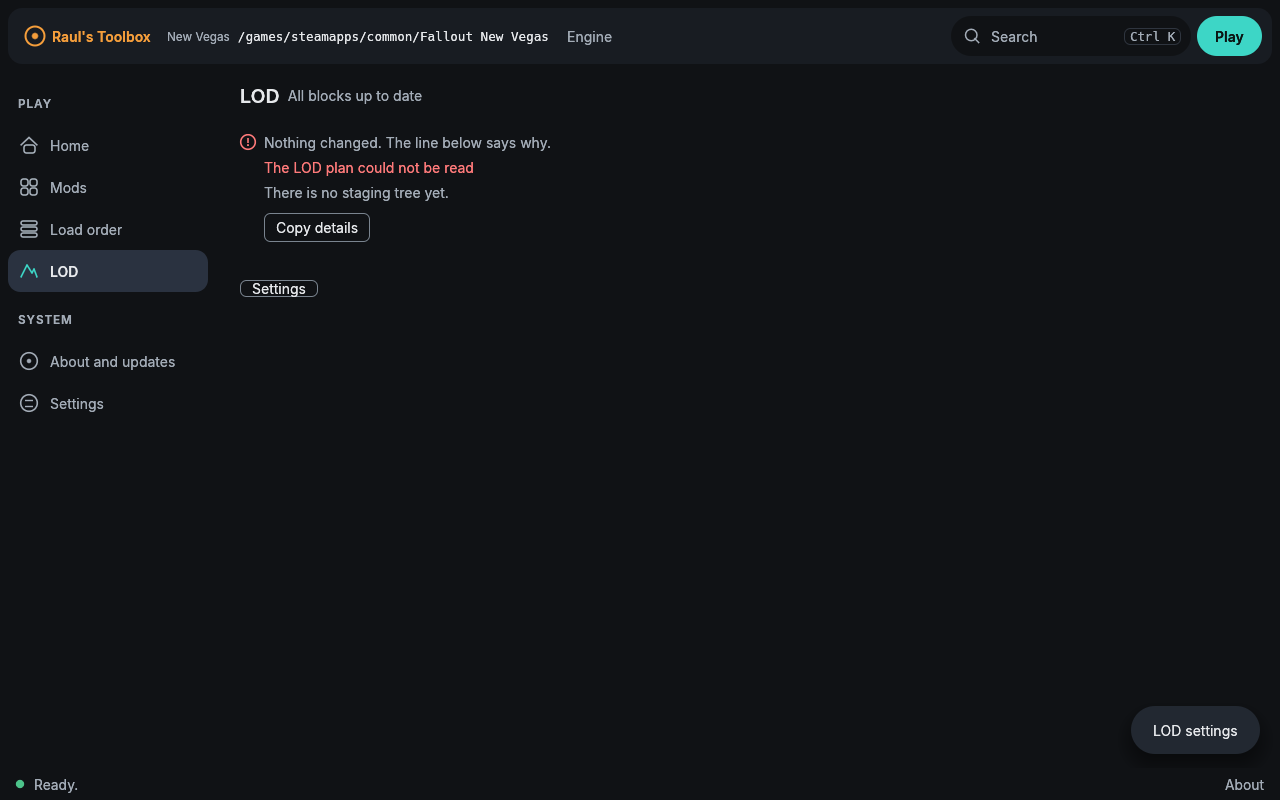 Raul's Toolbox New Vegas /games/steamapps/common/Fallout New Vegas Engine Search Ctrl K Play
PLAY
Home
Mods
Load order
LOD
SYSTEM
About and updates
Settings
LOD All blocks up to date
Nothing changed. The line below says why.
The LOD plan could not be read
There is no staging tree yet.
Copy details
Settings
LOD settings
Ready.
About